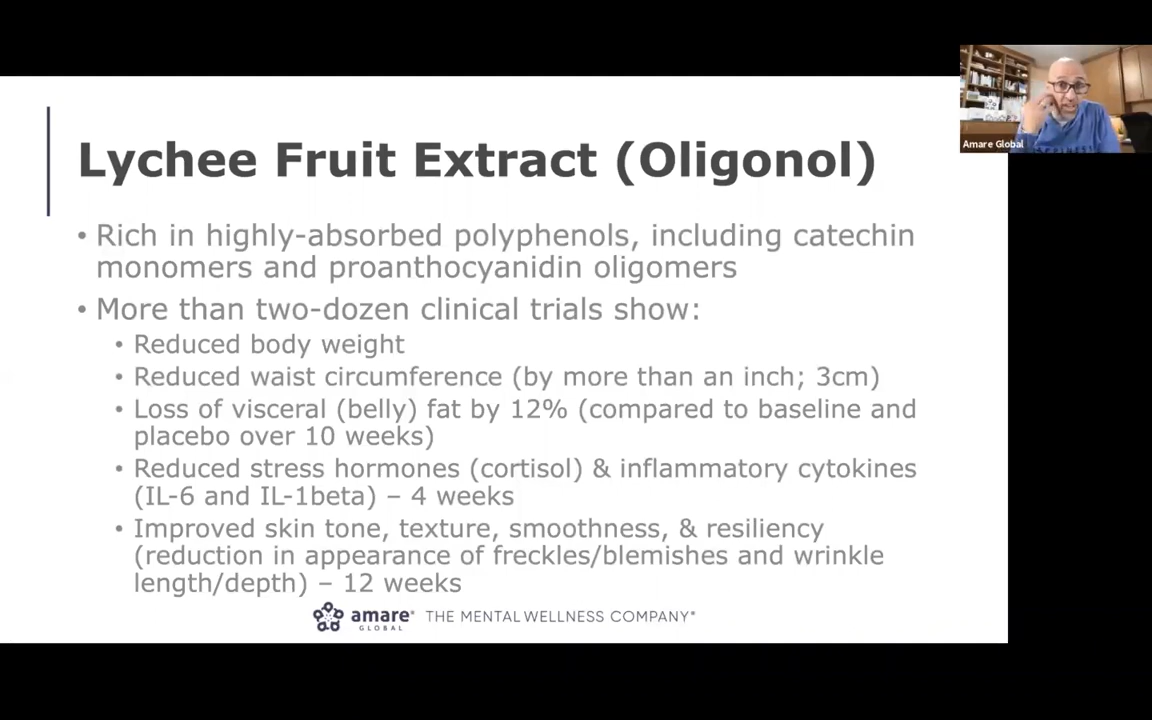 Amare Global
Lychee Fruit Extract (Oligonol)
• Rich in highly-absorbed polyphenols, including catechin
monomers and proanthocyanidin oligomers
• More than two-dozen clinical trials show:
• Reduced body weight
• Reduced waist circumference (by more than an inch; 3cm)
• Loss of visceral (belly) fat by 12% (compared to baseline and
placebo over 10 weeks)
• Reduced stress hormones (cortisol) & inflammatory cytokines
(IL-6 and IL-1beta) – 4 weeks
• Improved skin tone, texture, smoothness, & resiliency
(reduction in appearance of freckles/blemishes and wrinkle
length/depth) – 12 weeks
amare® THE MENTAL WELLNESS COMPANY®
GLOBAL